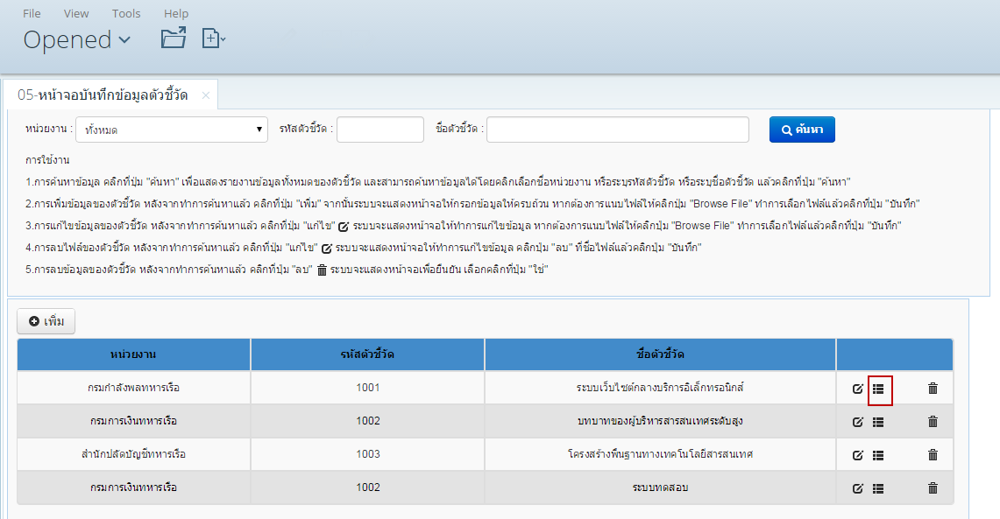 File View Tools Help
Opened
05-หน้าจอบันทึกข้อมูลตัวชี้วัด ×
หน่วยงาน : ทั้งหมด รหัสตัวชี้วัด : ชื่อตัวชี้วัด : ค้นหา
การใช้งาน
1.การค้นหาข้อมูล คลิกที่ปุ่ม "ค้นหา" เพื่อแสดงรายงานข้อมูลทั้งหมดของตัวชี้วัด และสามารถค้นหาข้อมูลได้โดยคลิกเลือกชื่อหน่วยงาน หรือระบุรหัสตัวชี้วัด หรือระบุชื่อตัวชี้วัด แล้วคลิกที่ปุ่ม "ค้นหา"
2.การเพิ่มข้อมูลของตัวชี้วัด หลังจากทำการค้นหาแล้ว คลิกที่ปุ่ม "เพิ่ม" จากนั้นระบบจะแสดงหน้าจอให้กรอกข้อมูลให้ครบถ้วน หากต้องการแนบไฟล์ให้คลิกปุ่ม "Browse File" ทำการเลือกไฟล์แล้วคลิกที่ปุ่ม "บันทึก"
3.การแก้ไขข้อมูลของตัวชี้วัด หลังจากทำการค้นหาแล้ว คลิกที่ปุ่ม "แก้ไข" ระบบจะแสดงหน้าจอให้ทำการแก้ไขข้อมูล หากต้องการแนบไฟล์ให้คลิกปุ่ม "Browse File" ทำการเลือกไฟล์แล้วคลิกที่ปุ่ม "บันทึก"
4.การลบไฟล์ของตัวชี้วัด หลังจากทำการค้นหาแล้ว คลิกที่ปุ่ม "แก้ไข" ระบบจะแสดงหน้าจอให้ทำการแก้ไขข้อมูล คลิกปุ่ม "ลบ" ที่ชื่อไฟล์แล้วคลิกปุ่ม "บันทึก"
5.การลบข้อมูลของตัวชี้วัด หลังจากทำการค้นหาแล้ว คลิกที่ปุ่ม "ลบ" ระบบจะแสดงหน้าจอเพื่อยืนยัน เลือกคลิกที่ปุ่ม "ใช่"
เพิ่ม
หน่วยงาน รหัสตัวชี้วัด ชื่อตัวชี้วัด
กรมกำลังพลทหารเรือ 1001 ระบบเว็บไซต์กลางบริการอิเล็กทรอนิกส์
กรมการเงินทหารเรือ 1002 บทบาทของผู้บริหารสารสนเทศระดับสูง
สำนักปลัดบัญชีทหารเรือ 1003 โครงสร้างพื้นฐานทางเทคโนโลยีสารสนเทศ
กรมการเงินทหารเรือ 1002 ระบบทดสอบ